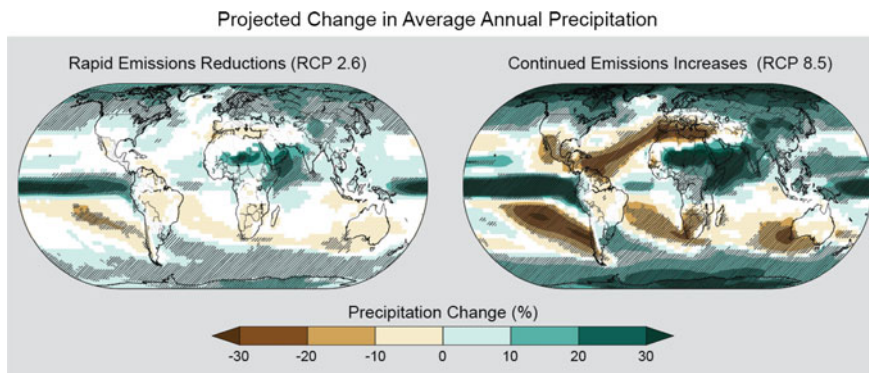 Projected Change in Average Annual Precipitation
Rapid Emissions Reductions (RCP 2.6)
Continued Emissions Increases (RCP 8.5)
Precipitation Change (%)
-30 -20 -10 0 10 20 30